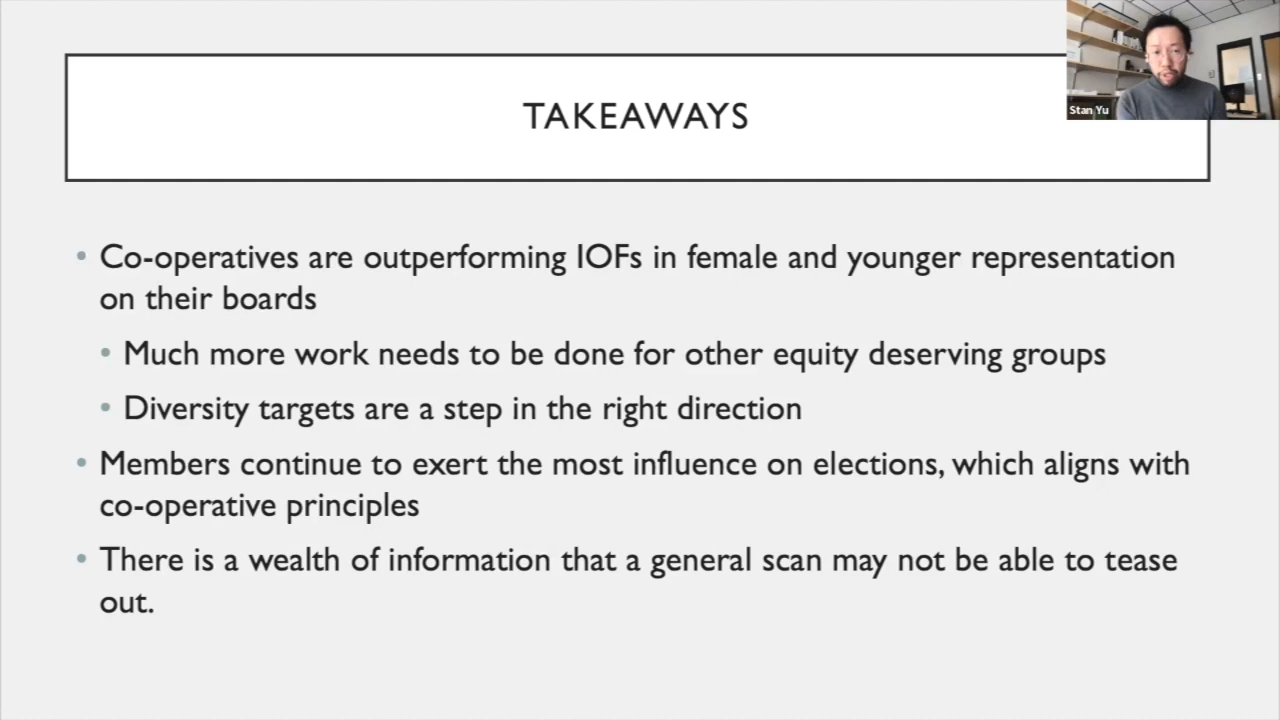 Stan Yu
TAKEAWAYS
• Co-operatives are outperforming IOFs in female and younger representation
on their boards
• Much more work needs to be done for other equity deserving groups
• Diversity targets are a step in the right direction
• Members continue to exert the most influence on elections, which aligns with
co-operative principles
• There is a wealth of information that a general scan may not be able to tease
out.